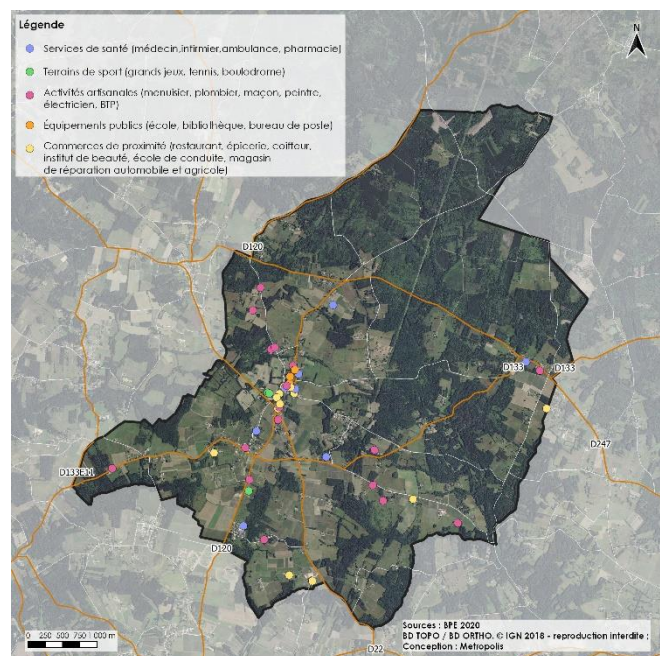 Légende
N
Services de santé (médecin,infirmier,ambulance, pharmacie)
Terrains de sport (grands jeux, tennis, boulodrome)
Activités artisanales (menuisier, plombier, maçon, peintre,
électricien, BTP)
Équipements publics (école, bibliothèque, bureau de poste)
Commerces de proximité (restaurant, épicerie, coiffeur,
institut de beauté, école de conduite, magasin
de réparation automobile et agricole)
D120
D133
D133
D247
D133E11
D120
D22
0 250 500 750 1 000 m
Sources : BPE 2020
BD TOPO / BD ORTHO. © IGN 2018 - reproduction interdite ;
Conception : Metropolis